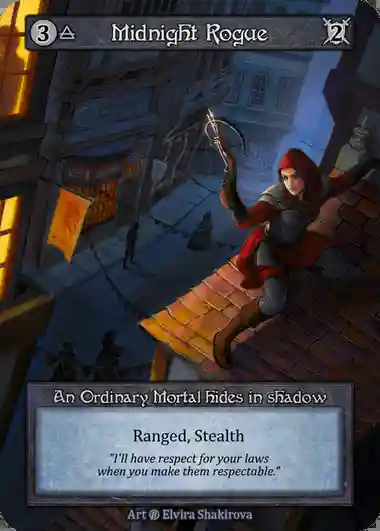 3 Midnight Rogue 2
An Ordinary Mortal hides in shadow
Ranged, Stealth
"I'll have respect for your laws
when you make them respectable."
Art @ Elvira Shakirova